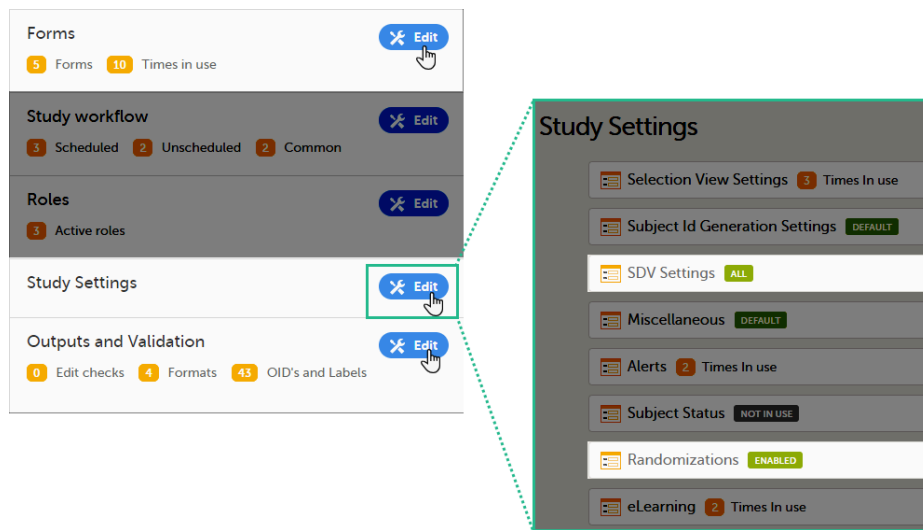 Forms
Edit
5 Forms 10 Times in use
Study workflow
Edit
3 Scheduled 2 Unscheduled 2 Common
Roles
Edit
3 Active roles
Study Settings
Edit
Outputs and Validation
Edit
0 Edit checks 4 Formats 43 OID's and Labels
Study Settings
Selection View Settings 3 Times In use
Subject Id Generation Settings DEFAULT
SDV Settings ALL
Miscellaneous DEFAULT
Alerts 2 Times In use
Subject Status NOT IN USE
Randomizations ENABLED
eLearning 2 Times In use